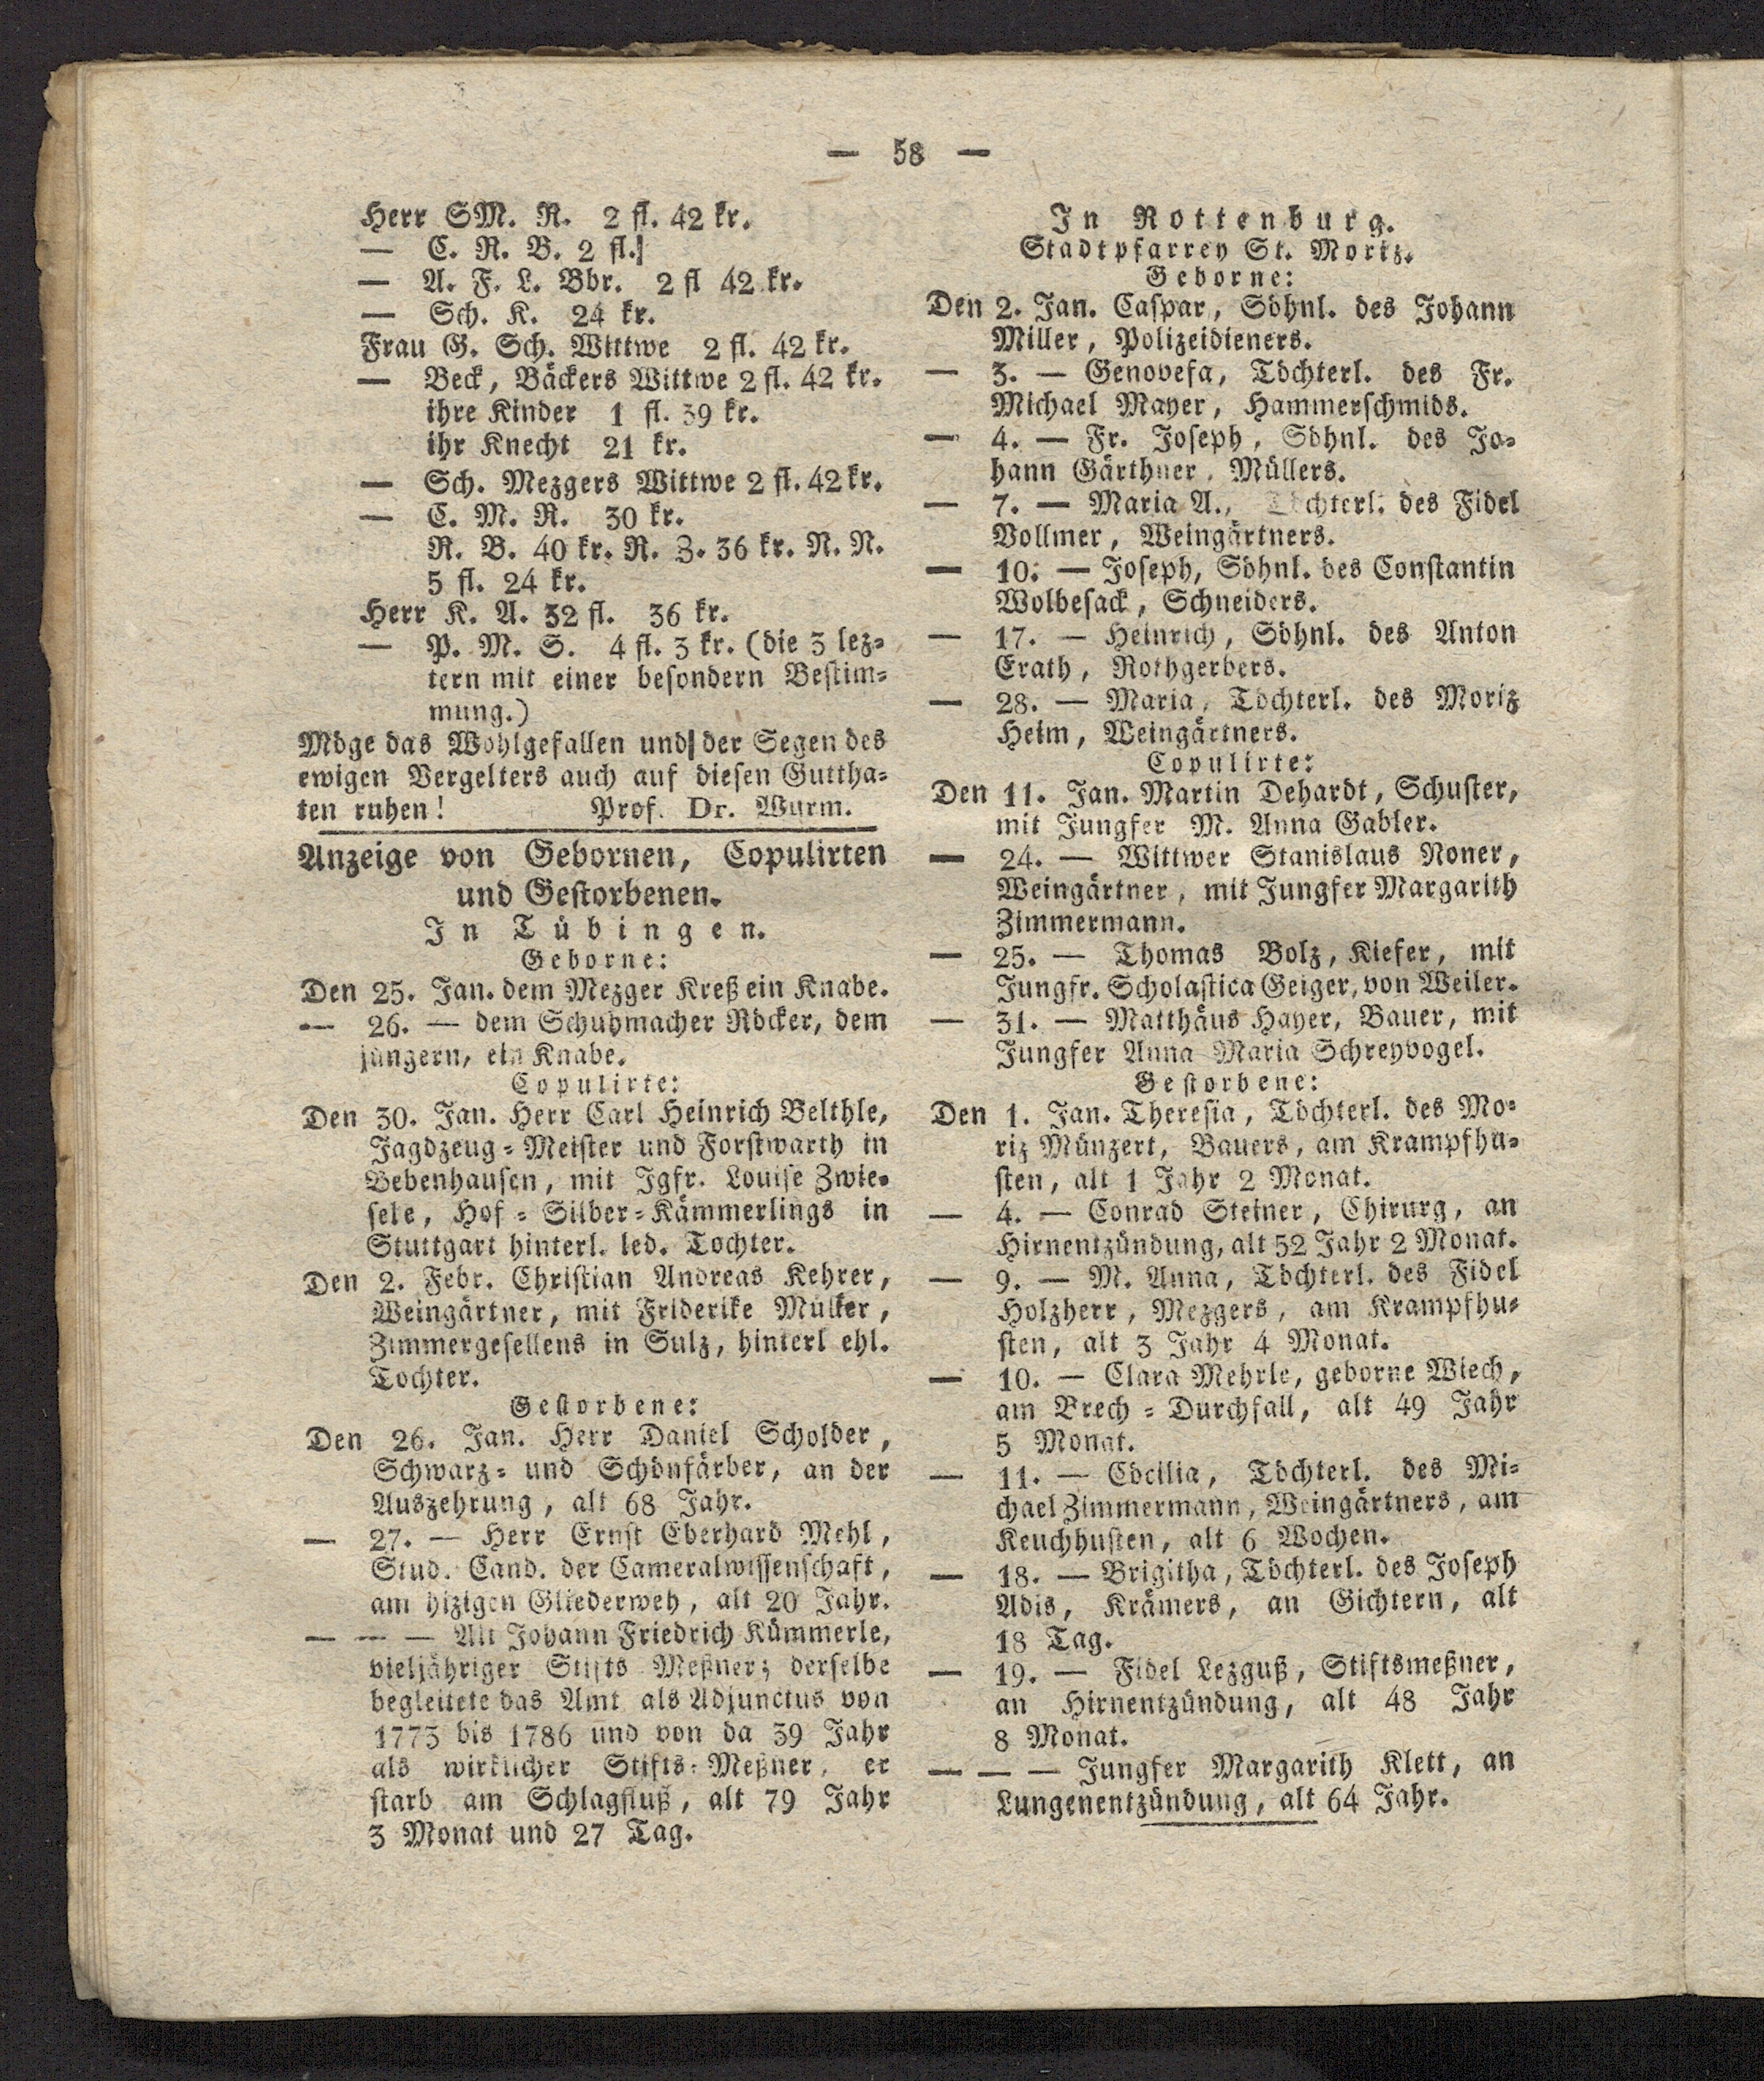 — 58 —
Herr SM. R. 2 fl. 42 kr.
— C. R. B. 2 fl.
— A. F. L. Bbr. 2 fl 42 kr.
— Sch. K. 24 kr.
Frau G. Sch. Wittwe 2 fl. 42 kr.
— Beck, Bäckers Wittwe 2 fl. 42 kr.
ihre Kinder 1 fl. 39 kr.
ihr Knecht 21 kr.
— Sch. Mezgers Wittwe 2 fl. 42 kr.
— C. M. R. 30 kr.
R. B. 40 kr. R. Z. 36 kr. N. N.
5 fl. 24 kr.
Herr K. A. 32 fl. 36 kr.
— P. M. S. 4 fl. 3 kr. (die 3 lez-
tern mit einer besondern Bestim-
mung.)
Möge das Wohlgefallen und der Segen des
ewigen Vergelters auch auf diesen Guttha-
ten ruhen! Prof. Dr. Wurm.
Anzeige von Gebornen, Copulirten
und Gestorbenen.
In Tübingen.
Geborne:
Den 25. Jan. dem Mezger Kreß ein Knabe.
— 26. — dem Schuhmacher Röcker, dem
jüngern, ein Knabe.
Copulirte:
Den 30. Jan. Herr Carl Heinrich Belthle,
Jagdzeug-Meister und Forstwarth in
Bebenhausen, mit Jgfr. Louise Zwie-
sele, Hof-Silber-Kämmerlings in
Stuttgart hinterl. led. Tochter.
Den 2. Febr. Christian Andreas Kehrer,
Weingärtner, mit Friderike Müller,
Zimmergesellens in Sulz, hinterl ehl.
Tochter.
Gestorbene:
Den 26. Jan. Herr Daniel Scholder,
Schwarz- und Schönfärber, an der
Auszehrung, alt 68 Jahr.
— 27. — Herr Ernst Eberhard Mehl,
Stud. Cand. der Cameralwissenschaft,
am hizigen Gliederweh, alt 20 Jahr.
— — — Alt Johann Friedrich Kümmerle,
vieljähriger Stifts Meßner; derselbe
begleitete das Amt als Adjunctus von
1773 bis 1786 und von da 39 Jahr
als wirklicher Stifts-Meßner, er
starb am Schlagfluß, alt 79 Jahr
3 Monat und 27 Tag.
In Rottenburg.
Stadtpfarrey St. Moriz.
Geborne:
Den 2. Jan. Caspar, Söhnl. des Johann
Miller, Polizeidieners.
— 3. — Genovefa, Töchterl. des Fr.
Michael Mayer, Hammerschmids.
— 4. — Fr. Joseph, Söhnl. des Jo-
hann Gärthner, Müllers.
— 7. — Maria A., Töchterl. des Fidel
Vollmer, Weingärtners.
— 10. — Joseph, Söhnl. des Constantin
Wolbesack, Schneiders.
— 17. — Heinrich, Söhnl. des Anton
Erath, Rothgerbers.
— 28. — Maria, Töchterl. des Moriz
Heim, Weingärtners.
Copulirte:
Den 11. Jan. Martin Dehardt, Schuster,
mit Jungfer M. Anna Gabler.
— 24. — Wittwer Stanislaus Noner,
Weingärtner, mit Jungfer Margarith
Zimmermann.
— 25. — Thomas Bolz, Kiefer, mit
Jungfr. Scholastica Geiger, von Weiler.
— 31. — Matthäus Hayer, Bauer, mit
Jungfer Anna Maria Schreyvogel.
Gestorbene:
Den 1. Jan. Theresia, Töchterl. des Mo-
riz Münzert, Bauers, am Krampfhu-
sten, alt 1 Jahr 2 Monat.
— 4. — Conrad Steiner, Chirurg, an
Hirnentzündung, alt 52 Jahr 2 Monat.
— 9. — M. Anna, Töchterl. des Fidel
Holzherr, Mezgers, am Krampfhu-
sten, alt 3 Jahr 4 Monat.
— 10. — Clara Mehrle, geborne Wiech,
am Brech-Durchfall, alt 49 Jahr
5 Monat.
— 11. — Cöcilia, Töchterl. des Mi-
chael Zimmermann, Weingärtners, am
Keuchhusten, alt 6 Wochen.
— 18. — Brigitha, Töchterl. des Joseph
Adis, Krämers, an Gichtern, alt
18 Tag.
— 19. — Fidel Lezguß, Stiftsmeßner,
an Hirnentzündung, alt 48 Jahr
8 Monat.
— — — Jungfer Margarith Klett, an
Lungenentzündung, alt 64 Jahr.